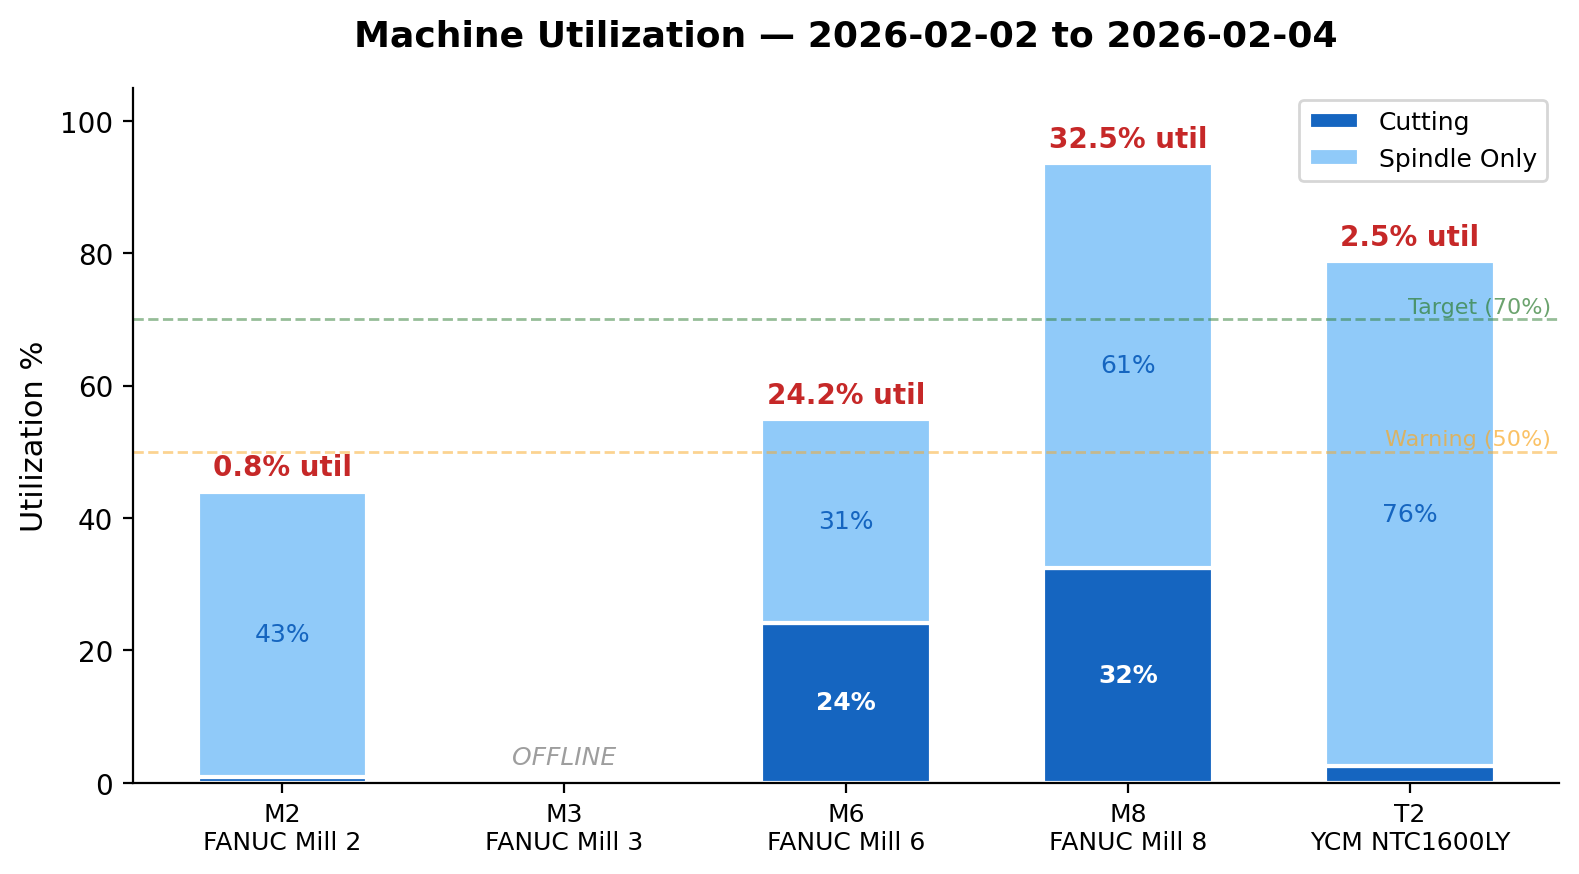 Machine Utilization — 2026-02-02 to 2026-02-04
Utilization %
100
80
60
40
20
0
Cutting
Spindle Only
0.8% util
43%
OFFLINE
24.2% util
31%
24%
32.5% util
61%
32%
2.5% util
76%
Target (70%)
Warning (50%)
M2
FANUC Mill 2
M3
FANUC Mill 3
M6
FANUC Mill 6
M8
FANUC Mill 8
T2
YCM NTC1600LY